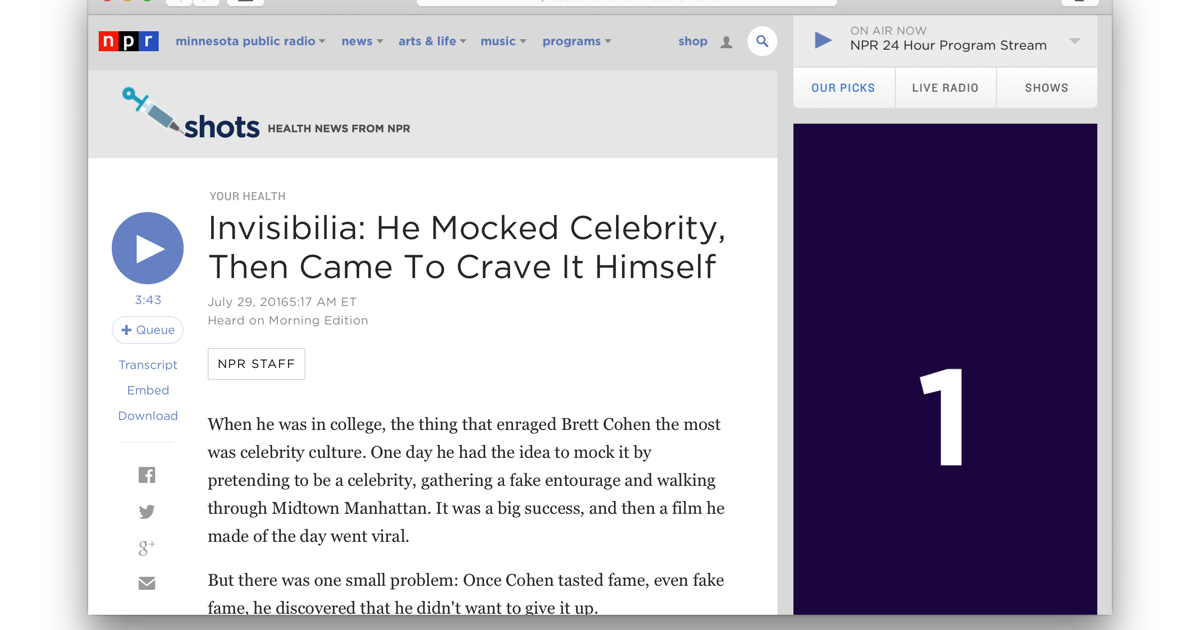 npr
minnesota public radio
news
arts & life
music
programs
shop
ON AIR NOW
NPR 24 Hour Program Stream
OUR PICKS
LIVE RADIO
SHOWS
shots HEALTH NEWS FROM NPR
YOUR HEALTH
Invisibilia: He Mocked Celebrity,
Then Came To Crave It Himself
July 29, 20165:17 AM ET
Heard on Morning Edition
3:43
+ Queue
Transcript
Embed
Download
NPR STAFF
When he was in college, the thing that enraged Brett Cohen the most
was celebrity culture. One day he had the idea to mock it by
pretending to be a celebrity, gathering a fake entourage and walking
through Midtown Manhattan. It was a big success, and then a film he
made of the day went viral.
g+
But there was one small problem: Once Cohen tasted fame, even fake
fame, he discovered that he didn't want to give it up.
1